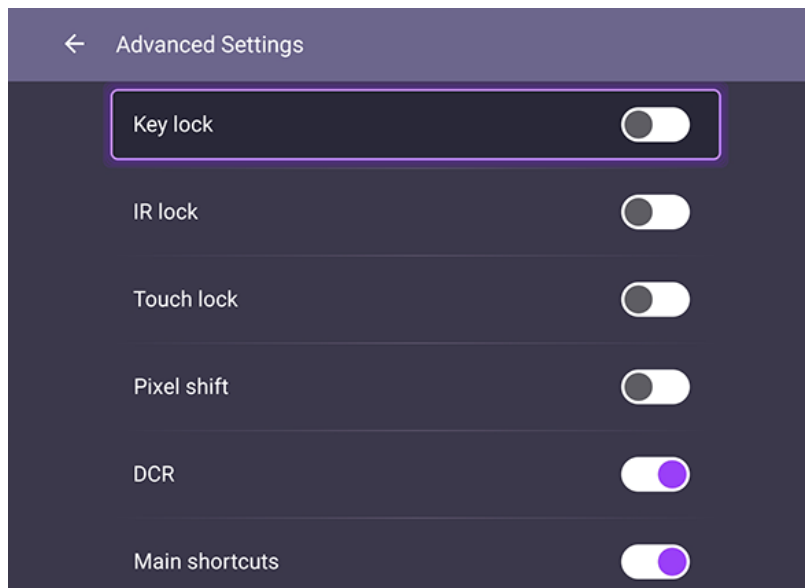 Advanced Settings
Key lock
IR lock
Touch lock
Pixel shift
DCR
Main shortcuts